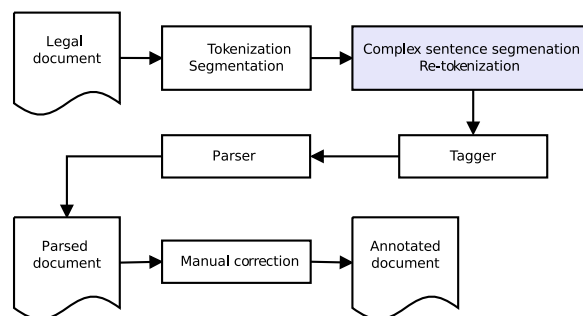 Legal
document
Tokenization
Segmentation
Complex sentence segmenation
Re-tokenization
Parser
Tagger
Parsed
document
Manual correction
Annotated
document